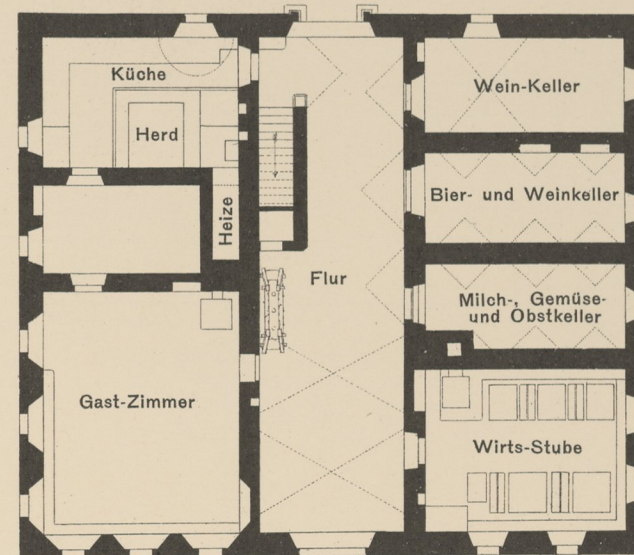 Küche
Wein-Keller
Herd
Bier- und Weinkeller
Heize
Flur
Milch-, Gemüse-
und Obstkeller
Gast-Zimmer
Wirts-Stube